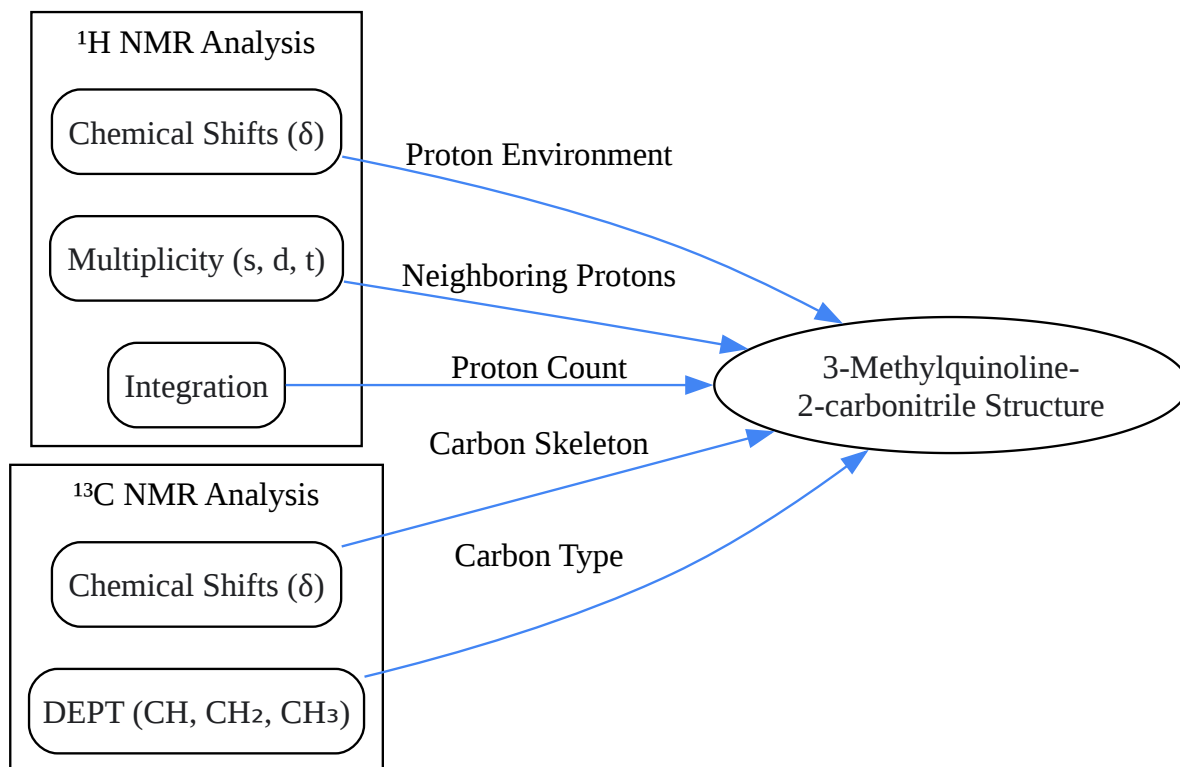 ¹H NMR Analysis
Chemical Shifts (δ)
Proton Environment
Multiplicity (s, d, t)
Neighboring Protons
Integration
Proton Count
3-Methylquinoline-
2-carbonitrile Structure
Carbon Skeleton
¹³C NMR Analysis
Chemical Shifts (δ)
Carbon Type
DEPT (CH, CH₂, CH₃)